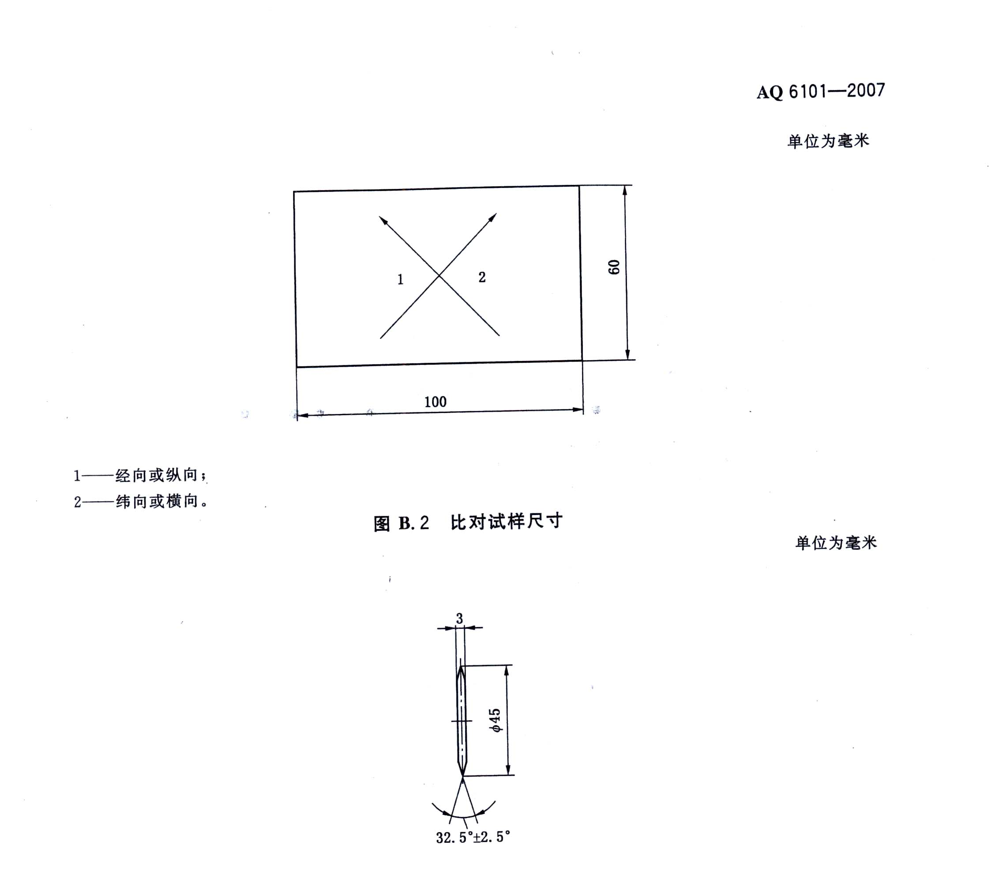 AQ 6101—2007
单位为毫米
1
2
60
100
1——经向或纵向；
2——纬向或横向。
图 B.2 比对试样尺寸
单位为毫米
3
ϕ45
32.5°±2.5°